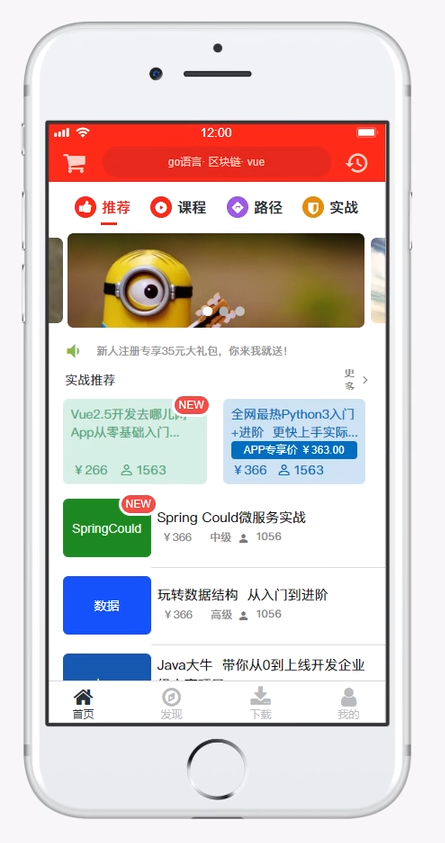 12:00
go语言· 区块链· vue
推荐 课程 路径 实战
新人注册专享35元大礼包，你来我就送!
实战推荐
更多
NEW
Vue2.5开发去哪儿网
App从零基础入门...
¥266 1563
全网最热Python3入门
+进阶 更快上手实际...
APP专享价 ¥363.00
¥366 1563
NEW
SpringCould
Spring Could微服务实战
¥366 中级 1056
数据
玩转数据结构 从入门到进阶
¥366 高级 1056
Java大牛 带你从0到上线开发企业
首页 发现 下载 我的